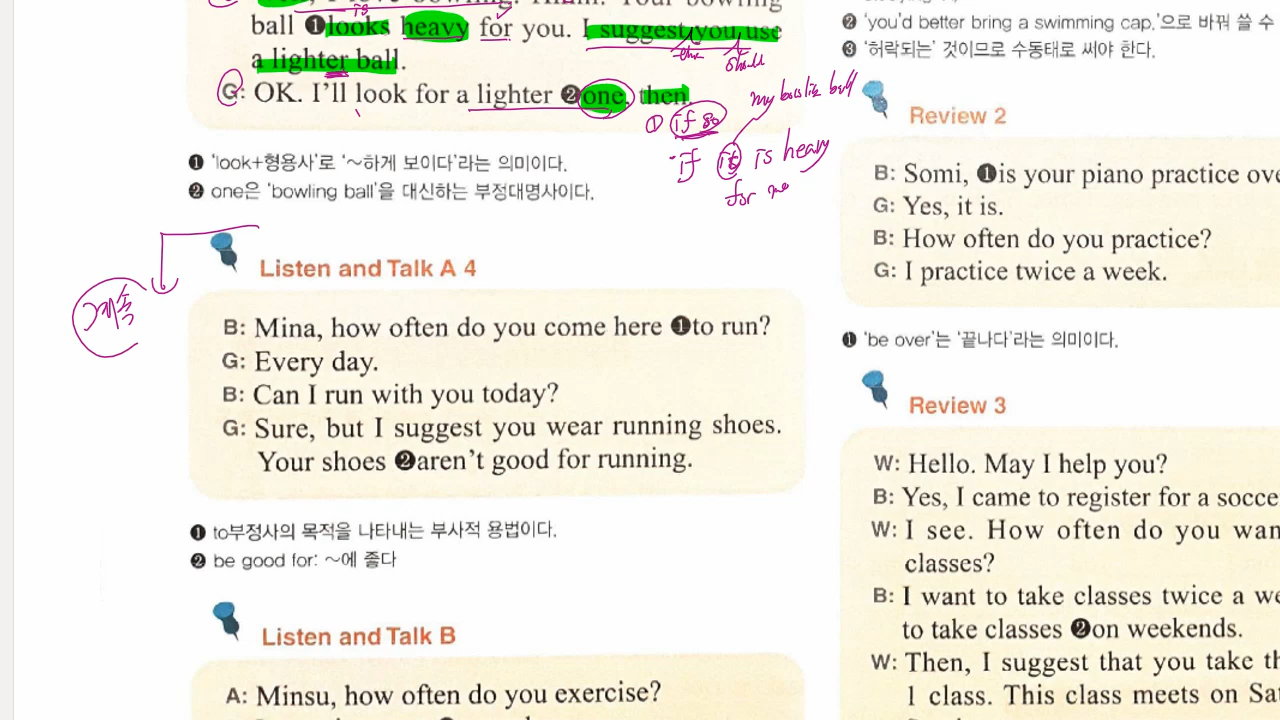 ball ❶looks heavy for you. I suggest you use
should
a lighter ball.
G: OK. I'll look for a lighter ❷one, then.
① if so
my bowling ball
If it is heavy
for me
❶ 'look+형용사'로 '~하게 보이다'라는 의미이다.
❷ one은 'bowling ball'을 대신하는 부정대명사이다.
계속
Listen and Talk A 4
B: Mina, how often do you come here ❶to run?
G: Every day.
B: Can I run with you today?
G: Sure, but I suggest you wear running shoes.
Your shoes ❷aren't good for running.
❶ to부정사의 목적을 나타내는 부사적 용법이다.
❷ be good for: ~에 좋다
Listen and Talk B
A: Minsu, how often do you exercise?
❷ 'you'd better bring a swimming cap.'으로 바꿔 쓸 수
❸ '허락되는' 것이므로 수동태로 써야 한다.
Review 2
B: Somi, ❶is your piano practice ove
G: Yes, it is.
B: How often do you practice?
G: I practice twice a week.
❶ 'be over'는 '끝나다'라는 의미이다.
Review 3
W: Hello. May I help you?
B: Yes, I came to register for a socce
W: I see. How often do you wan
classes?
B: I want to take classes twice a we
to take classes ❷on weekends.
W: Then, I suggest that you take th
1 class. This class meets on Sat